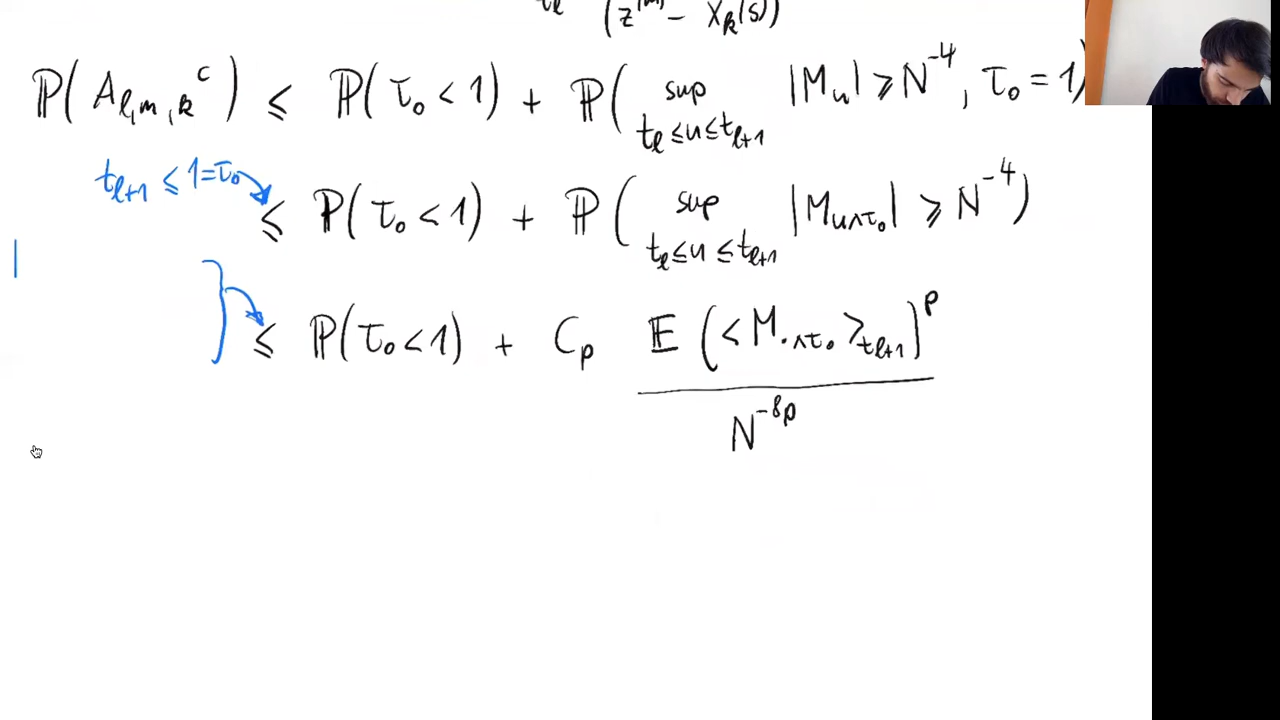 (z^(m) − X_k(s))
ℙ(A_{l,m,k}^c) ≤ ℙ(τ_0 < 1) + ℙ( sup_{t_l ≤ u ≤ t_{l+1}} |M_u| ≥ N^{-4}, τ_0 = 1)
t_{l+1} ≤ 1 = τ_0
≤ ℙ(τ_0 < 1) + ℙ( sup_{t_l ≤ u ≤ t_{l+1}} |M_{u∧τ_0}| ≥ N^{-4})
≤ ℙ(τ_0 < 1) + C_p 𝔼(<M_{·∧τ_0}>_{t_{l+1}})^p
N^{-8p}